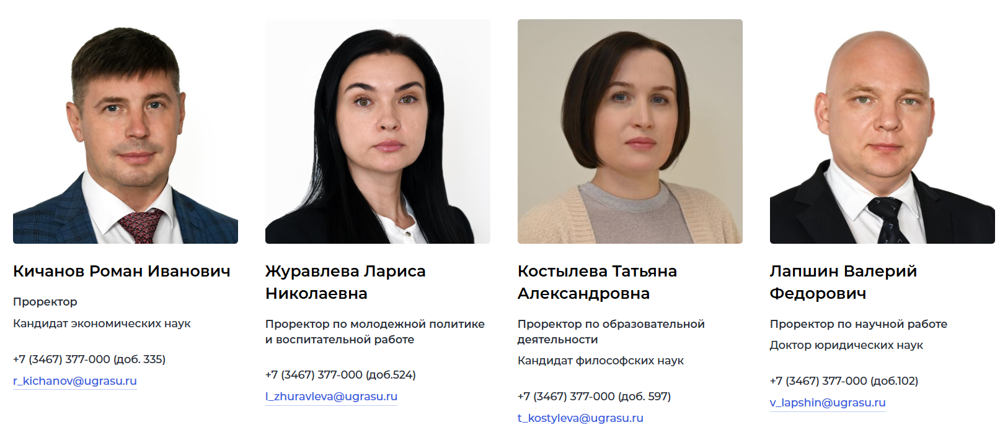 Кичанов Роман Иванович
Проректор
Кандидат экономических наук
+7 (3467) 377-000 (доб. 335)
r_kichanov@ugrasu.ru
Журавлева Лариса
Николаевна
Проректор по молодежной политике
и воспитательной работе
+7 (3467) 377-000 (доб.524)
l_zhuravleva@ugrasu.ru
Костылева Татьяна
Александровна
Проректор по образовательной
деятельности
Кандидат философских наук
+7 (3467) 377-000 (доб. 597)
t_kostyleva@ugrasu.ru
Лапшин Валерий
Федорович
Проректор по научной работе
Доктор юридических наук
+7 (3467) 377-000 (доб.102)
v_lapshin@ugrasu.ru